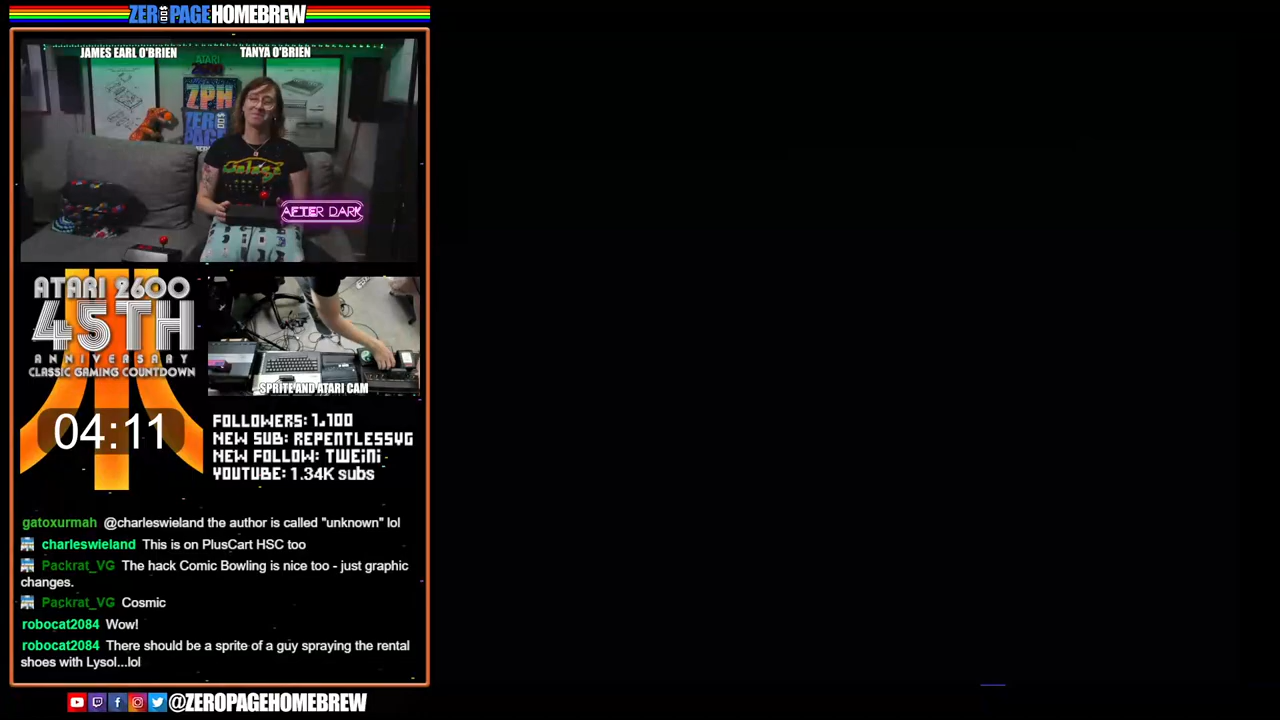 ZERO PAGE HOMEBREW
JAMES EARL O'BRIEN
TANYA O'BRIEN
ATARI
ZPH
ZERO
PAGE
AFTER DARK
ATARI 2600
45TH
ANNIVERSARY
CLASSIC GAMING COUNTDOWN
04:11
SPRITE AND ATARI CAM
FOLLOWERS: 1,100
NEW SUB: REPENTLESSVG
NEW FOLLOW: TWEINI
YOUTUBE: 1.34K subs
gatoxurmah @charleswieland the author is called "unknown" lol
charleswieland This is on PlusCart HSC too
Packrat_VG The hack Comic Bowling is nice too - just graphic
changes.
Packrat_VG Cosmic
robocat2084 Wow!
robocat2084 There should be a sprite of a guy spraying the rental
shoes with Lysol...lol
@ZEROPAGEHOMEBREW